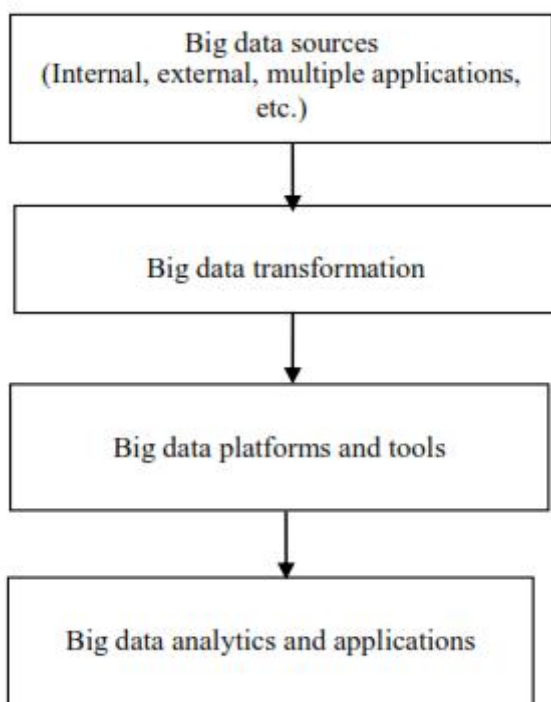 Big data sources
(Internal, external, multiple applications,
etc.)
Big data transformation
Big data platforms and tools
Big data analytics and applications